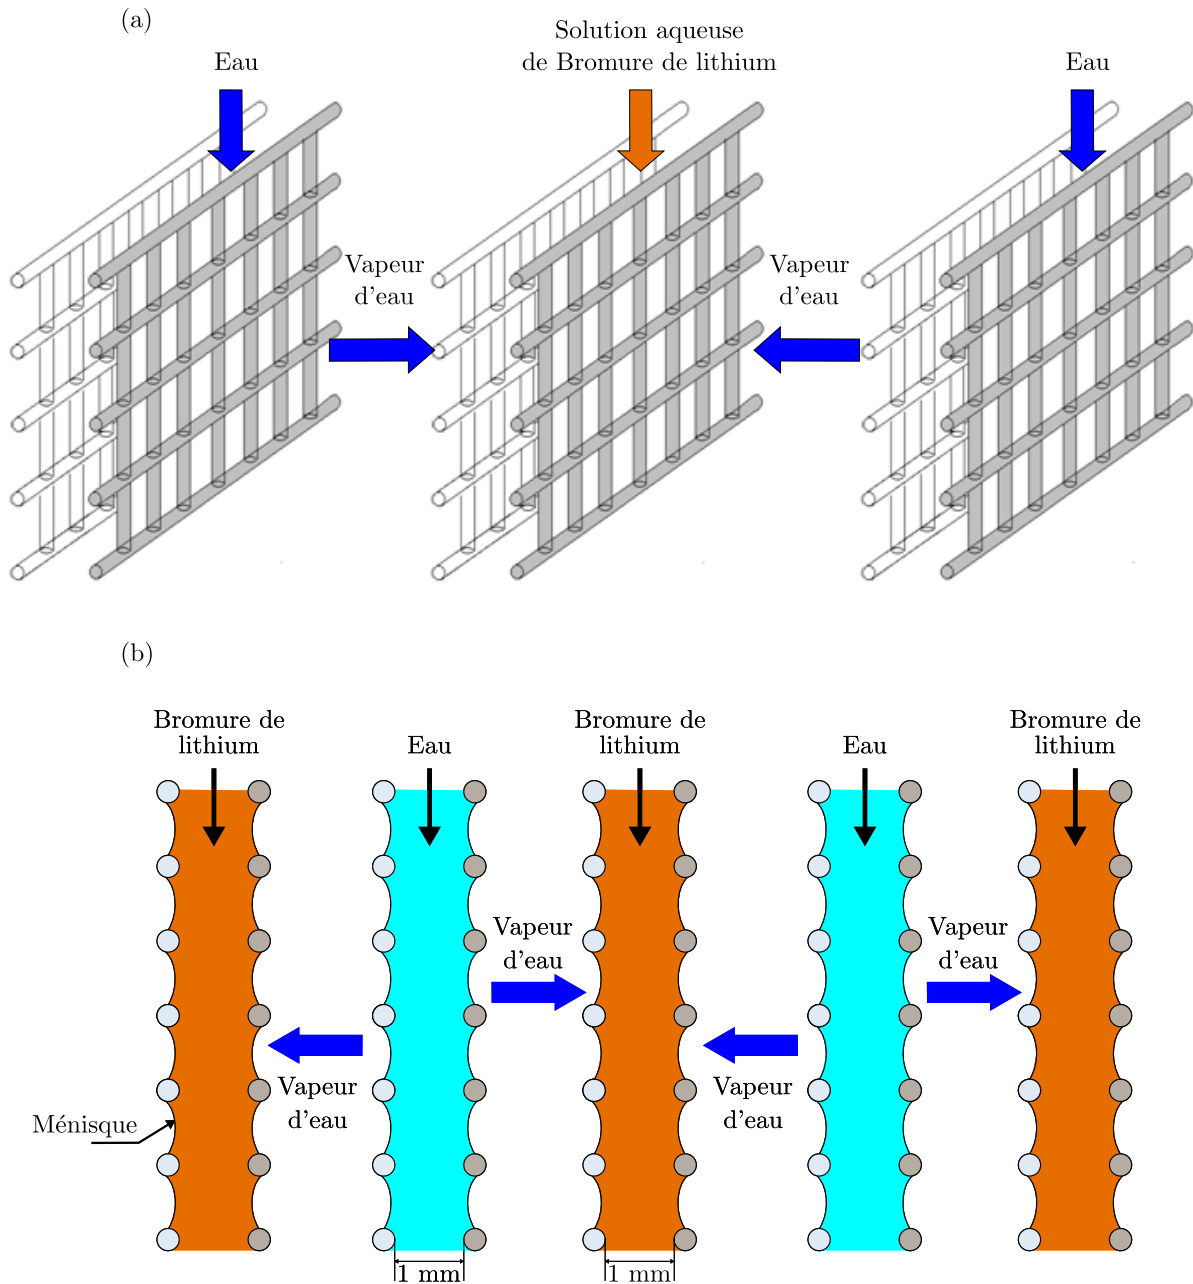 (a)
Eau
Solution aqueuse
de Bromure de lithium
Eau
Vapeur
d'eau
Vapeur
d'eau
(b)
Bromure de
lithium
Eau
Bromure de
lithium
Eau
Bromure de
lithium
Vapeur
d'eau
Vapeur
d'eau
Vapeur
d'eau
Vapeur
d'eau
Ménisque
1 mm
1 mm